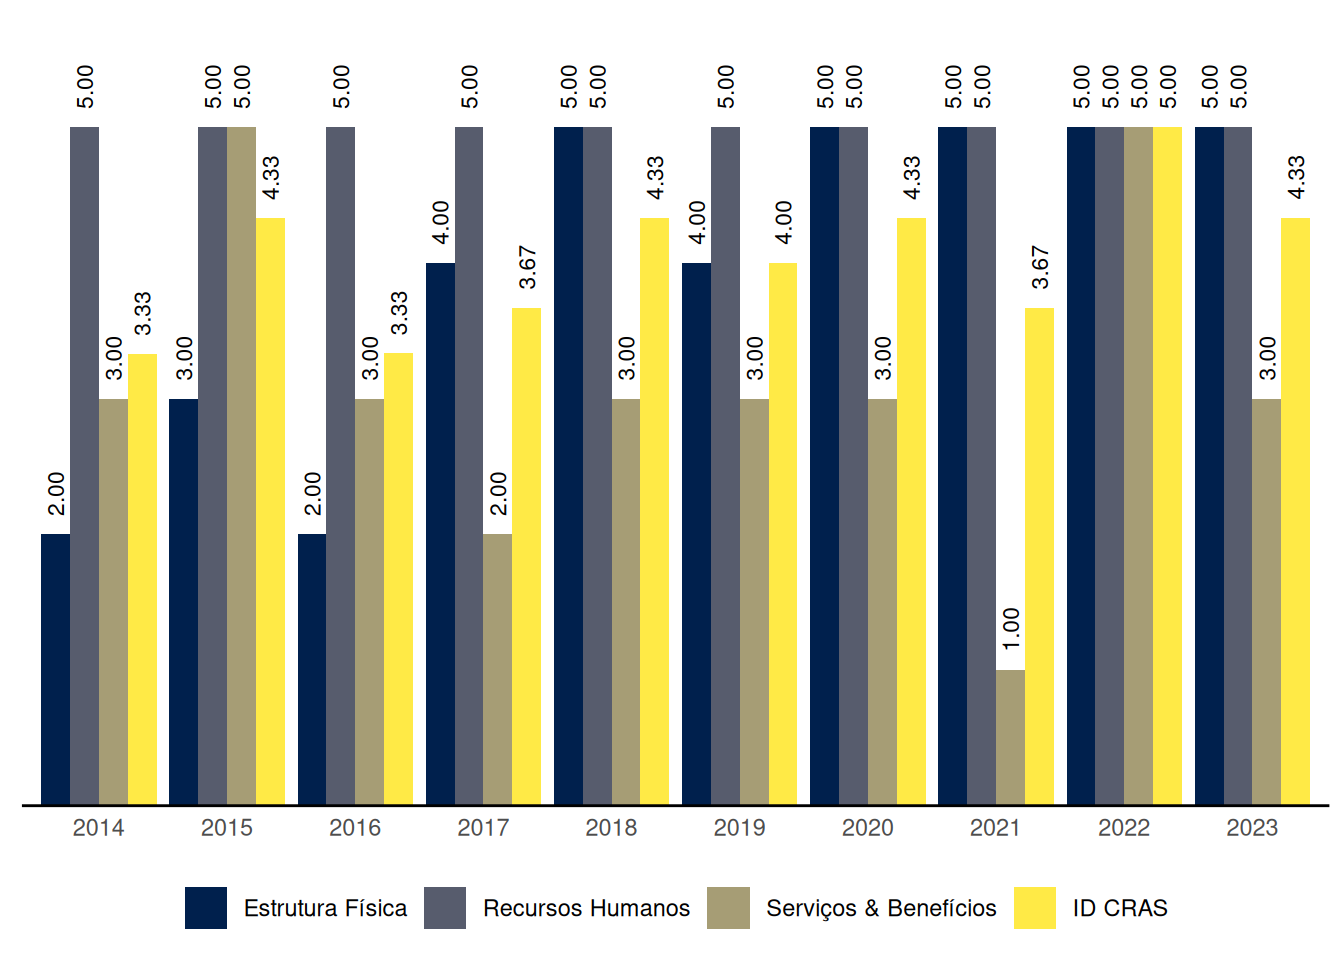 5.00 5.00 5.00 5.00 5.00 5.00 5.00 5.00 5.00 5.00 5.00 5.00 5.00 5.00 5.00 5.00 5.00 5.00
4.33 4.33 4.33 4.33
4.00 4.00 4.00
3.67 3.67
3.33 3.33
3.00 3.00 3.00 3.00 3.00 3.00 3.00
2.00 2.00 2.00
1.00
2014 2015 2016 2017 2018 2019 2020 2021 2022 2023
Estrutura Física Recursos Humanos Serviços & Benefícios ID CRAS